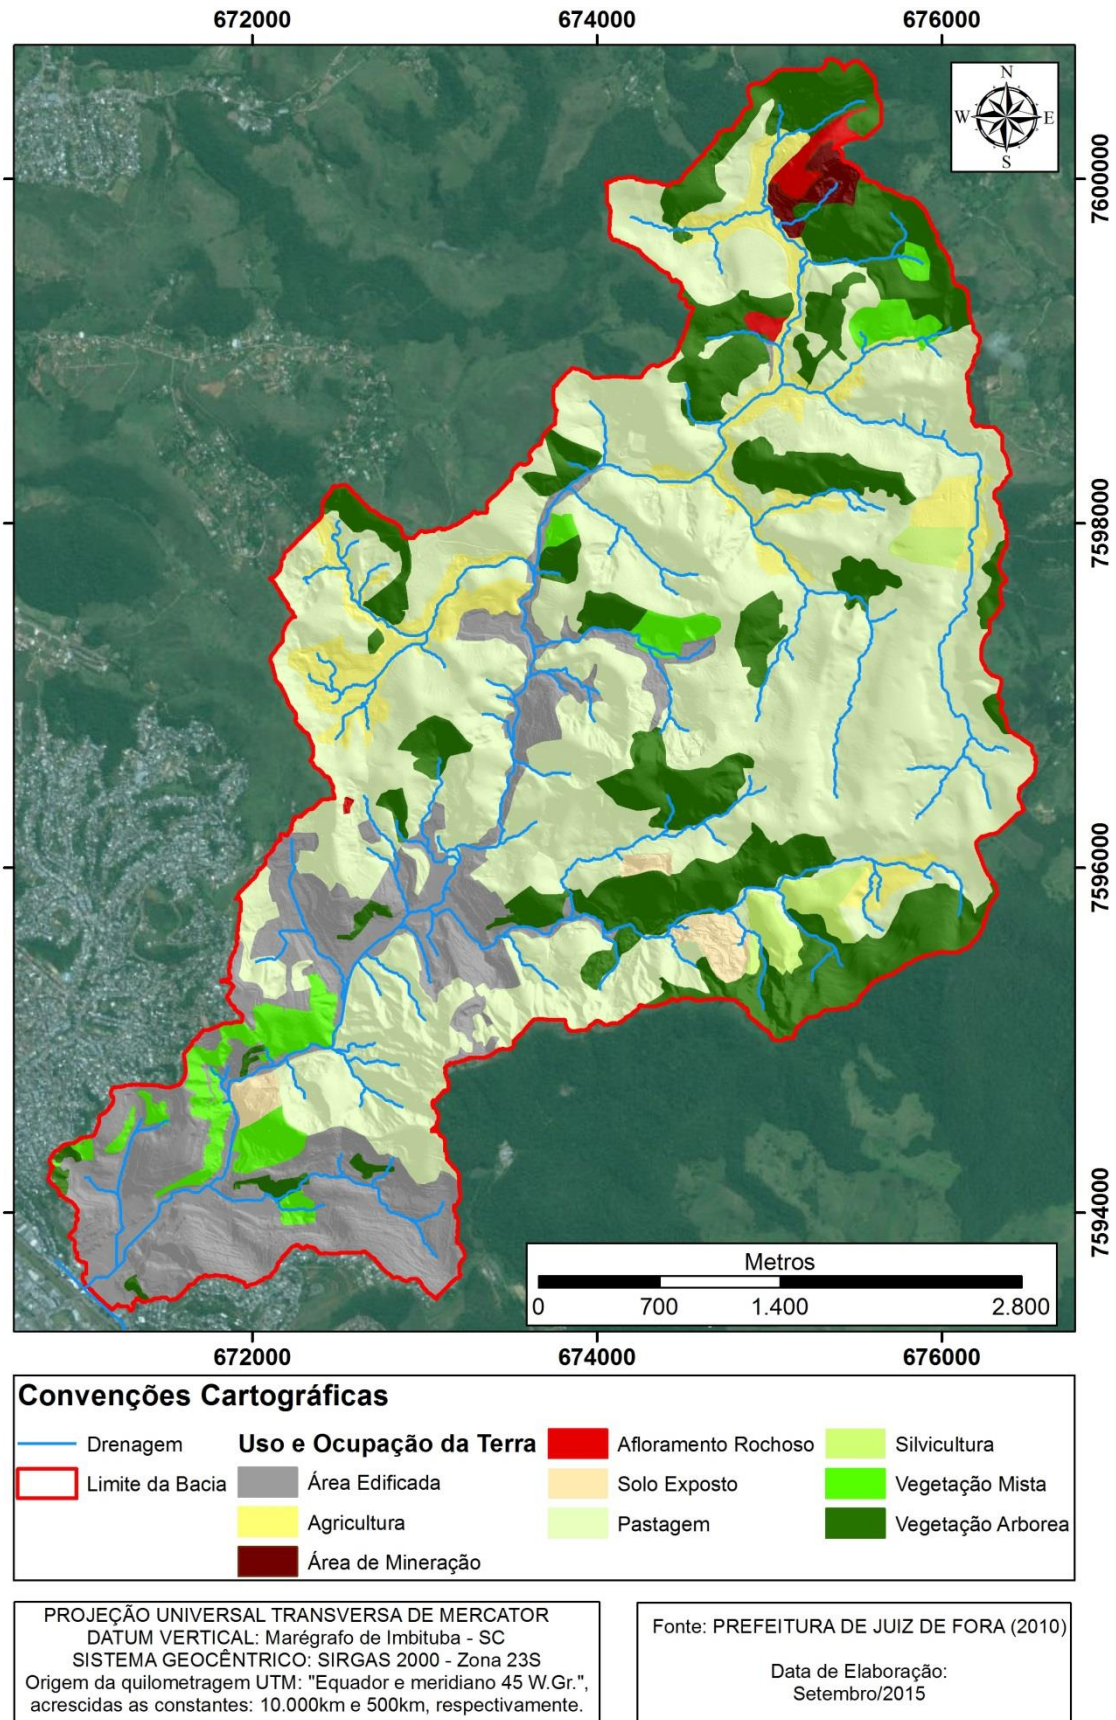 672000 674000 676000
N
W E
S
7600000
7598000
7596000
7594000
Metros
0 700 1.400 2.800
672000 674000 676000
Convenções Cartográficas
Drenagem
Limite da Bacia
Uso e Ocupação da Terra
Área Edificada
Agricultura
Área de Mineração
Afloramento Rochoso
Solo Exposto
Pastagem
Silvicultura
Vegetação Mista
Vegetação Arborea
PROJEÇÃO UNIVERSAL TRANSVERSA DE MERCATOR
DATUM VERTICAL: Marégrafo de Imbituba - SC
SISTEMA GEOCÊNTRICO: SIRGAS 2000 - Zona 23S
Origem da quilometragem UTM: "Equador e meridiano 45 W.Gr.",
acrescidas as constantes: 10.000km e 500km, respectivamente.
Fonte: PREFEITURA DE JUIZ DE FORA (2010)
Data de Elaboração:
Setembro/2015